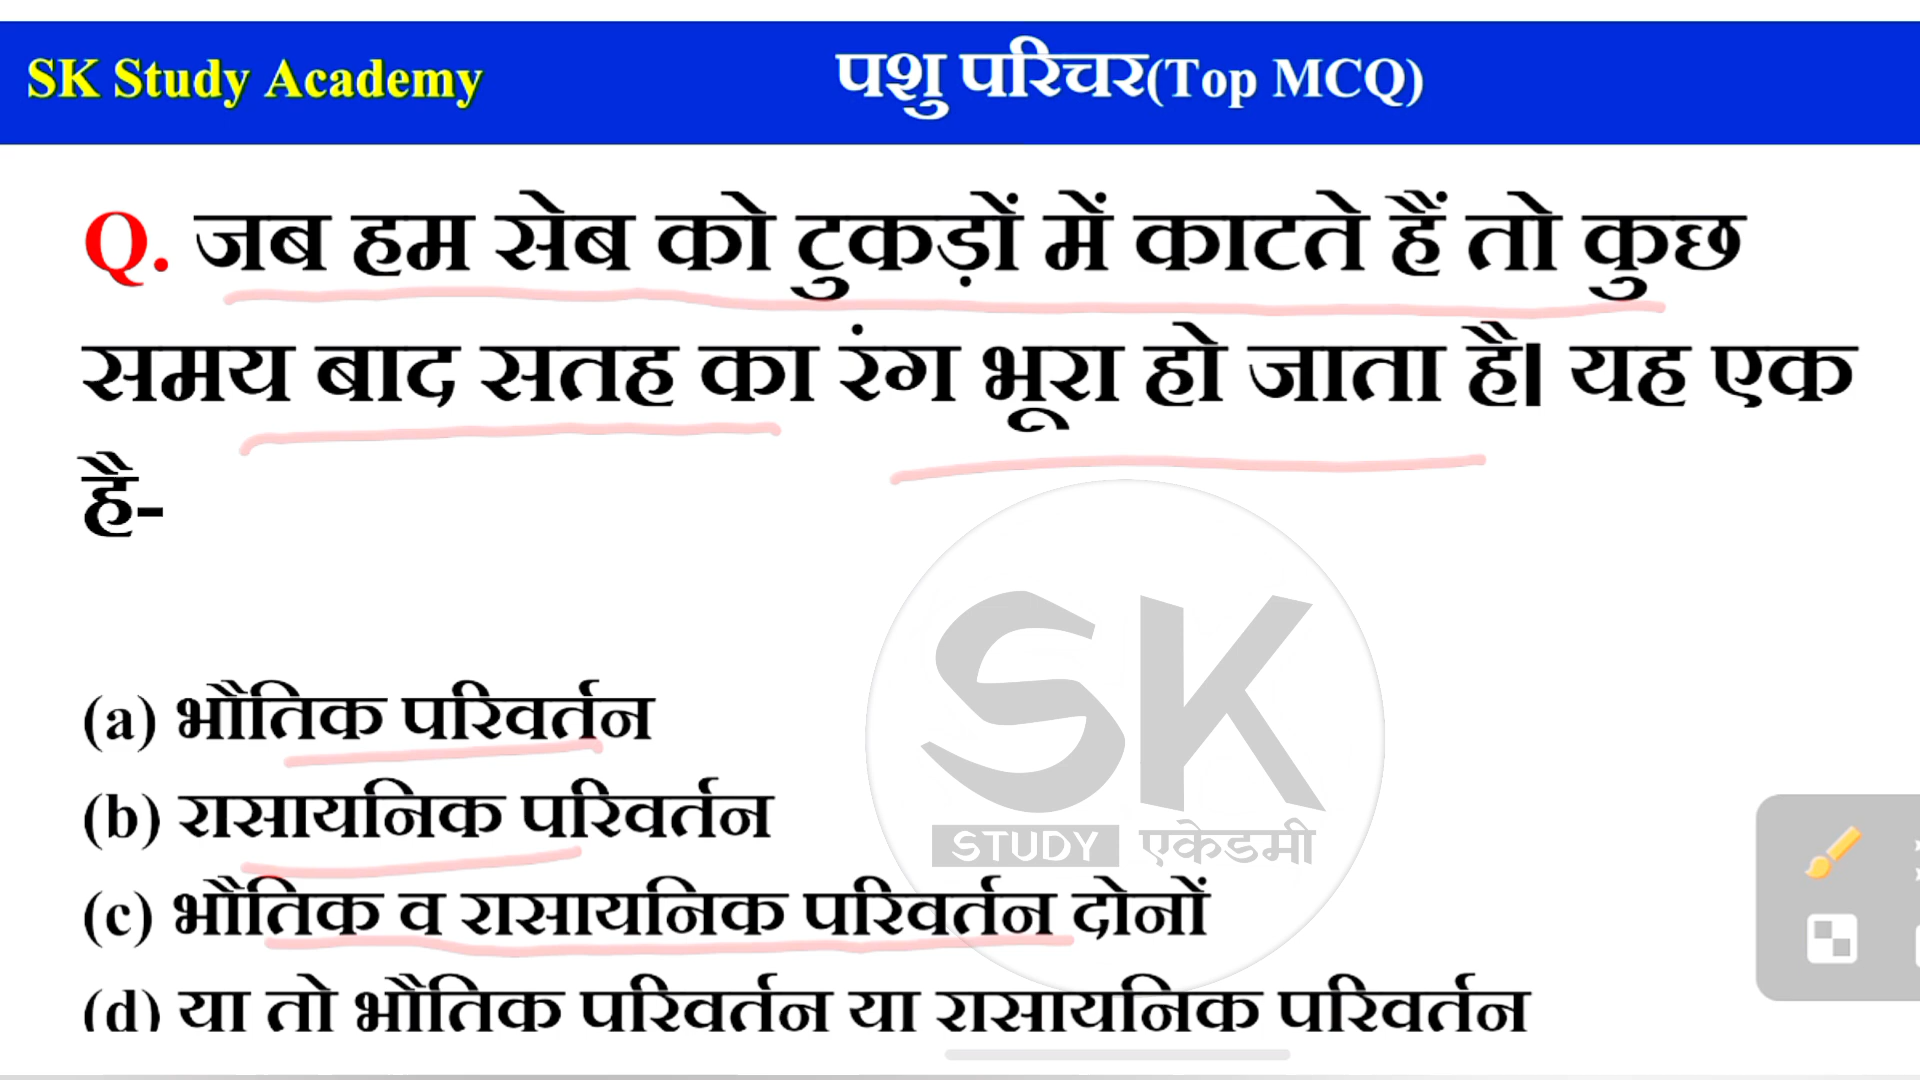 SK Study Academy
पशु परिचर(Top MCQ)
Q. जब हम सेब को टुकड़ों में काटते हैं तो कुछ
समय बाद सतह का रंग भूरा हो जाता है। यह एक
है-
(a) भौतिक परिवर्तन
(b) रासायनिक परिवर्तन
(c) भौतिक व रासायनिक परिवर्तन दोनों
(d) या तो भौतिक परिवर्तन या रासायनिक परिवर्तन
SK
STUDY एकेडमी